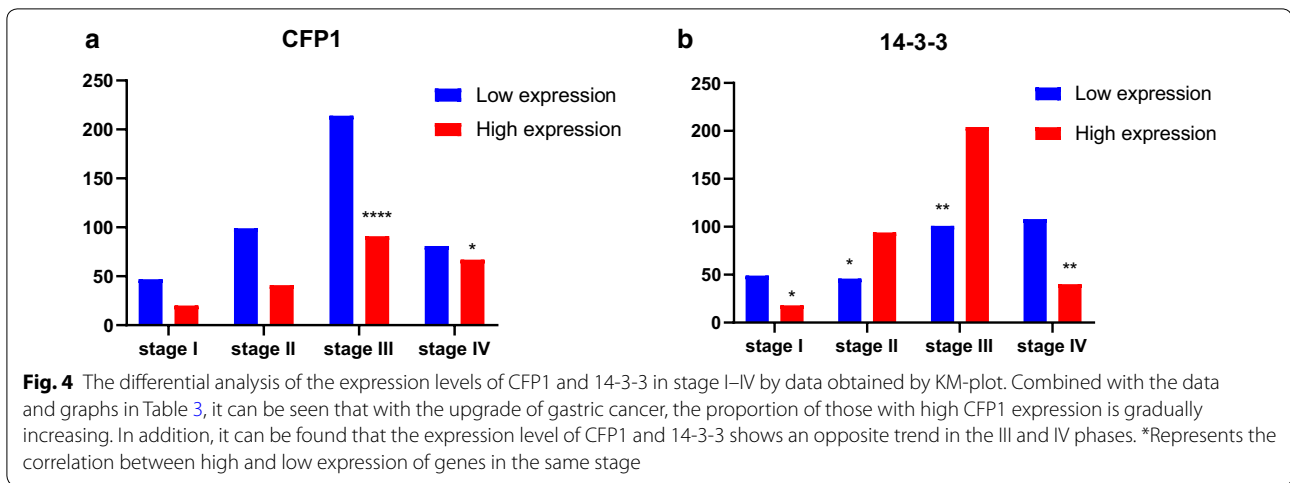 a
CFP1
250
200
150
100
50
0
Low expression
High expression
****
*
stage I
stage II
stage III
stage IV
b
14-3-3
250
200
150
100
50
0
Low expression
High expression
*
*
**
**
stage I
stage II
stage III
stage IV
Fig. 4 The differential analysis of the expression levels of CFP1 and 14-3-3 in stage I–IV by data obtained by KM-plot. Combined with the data
and graphs in Table 3, it can be seen that with the upgrade of gastric cancer, the proportion of those with high CFP1 expression is gradually
increasing. In addition, it can be found that the expression level of CFP1 and 14-3-3 shows an opposite trend in the III and IV phases. *Represents the
correlation between high and low expression of genes in the same stage